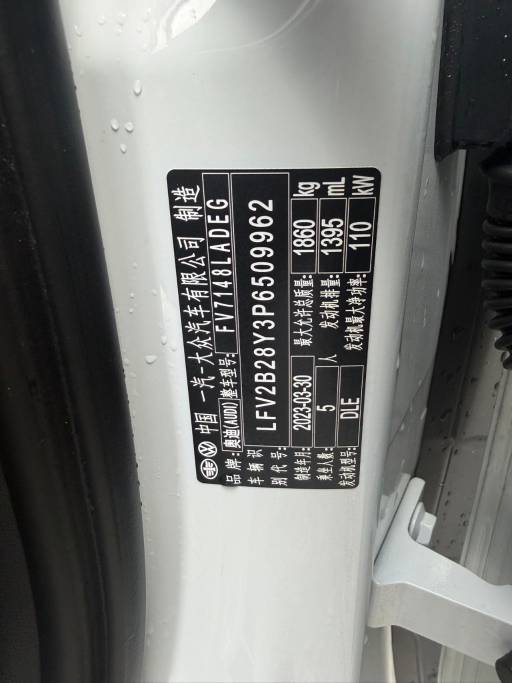 中国 一汽-大众汽车有限公司 制造
品牌: 奥迪(AUDI) 整车型号: FV7148LADEG
车辆识别代号: LFV2B28Y3P6509962
制造年月: 2023-03-30 最大允许总质量: 1860 kg
乘坐人数: 5 人 发动机排量: 1395 mL
发动机型号: DLE 发动机最大净功率: 110 kW